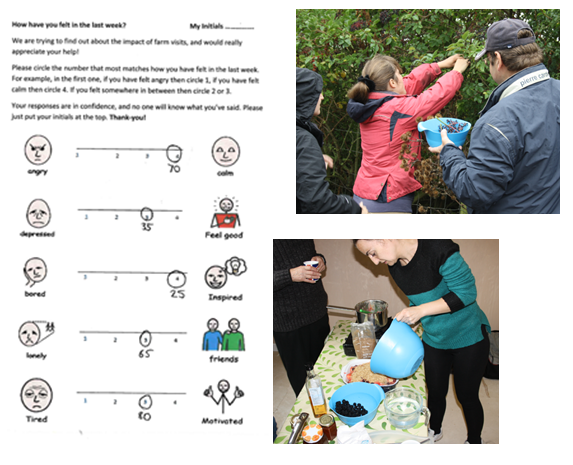 How have you felt in the last week? My Initials ________
We are trying to find out about the impact of farm visits, and would really
appreciate your help!
Please circle the number that most matches how you have felt in the last week.
For example, in the first one, if you have felt angry then circle 1, if you have felt
calm then circle 4. If you felt somewhere in between then circle 2 or 3.
Your responses are in confidence, and no one will know what you've said. Please
just put your initials at the top. Thank-you!
1 2 3 4
70
angry calm
1 2 3 4
35
depressed Feel good
1 2 3 4
25
bored Inspired
1 2 3 4
65
lonely friends
1 2 3 4
80
Tired Motivated
pierre car